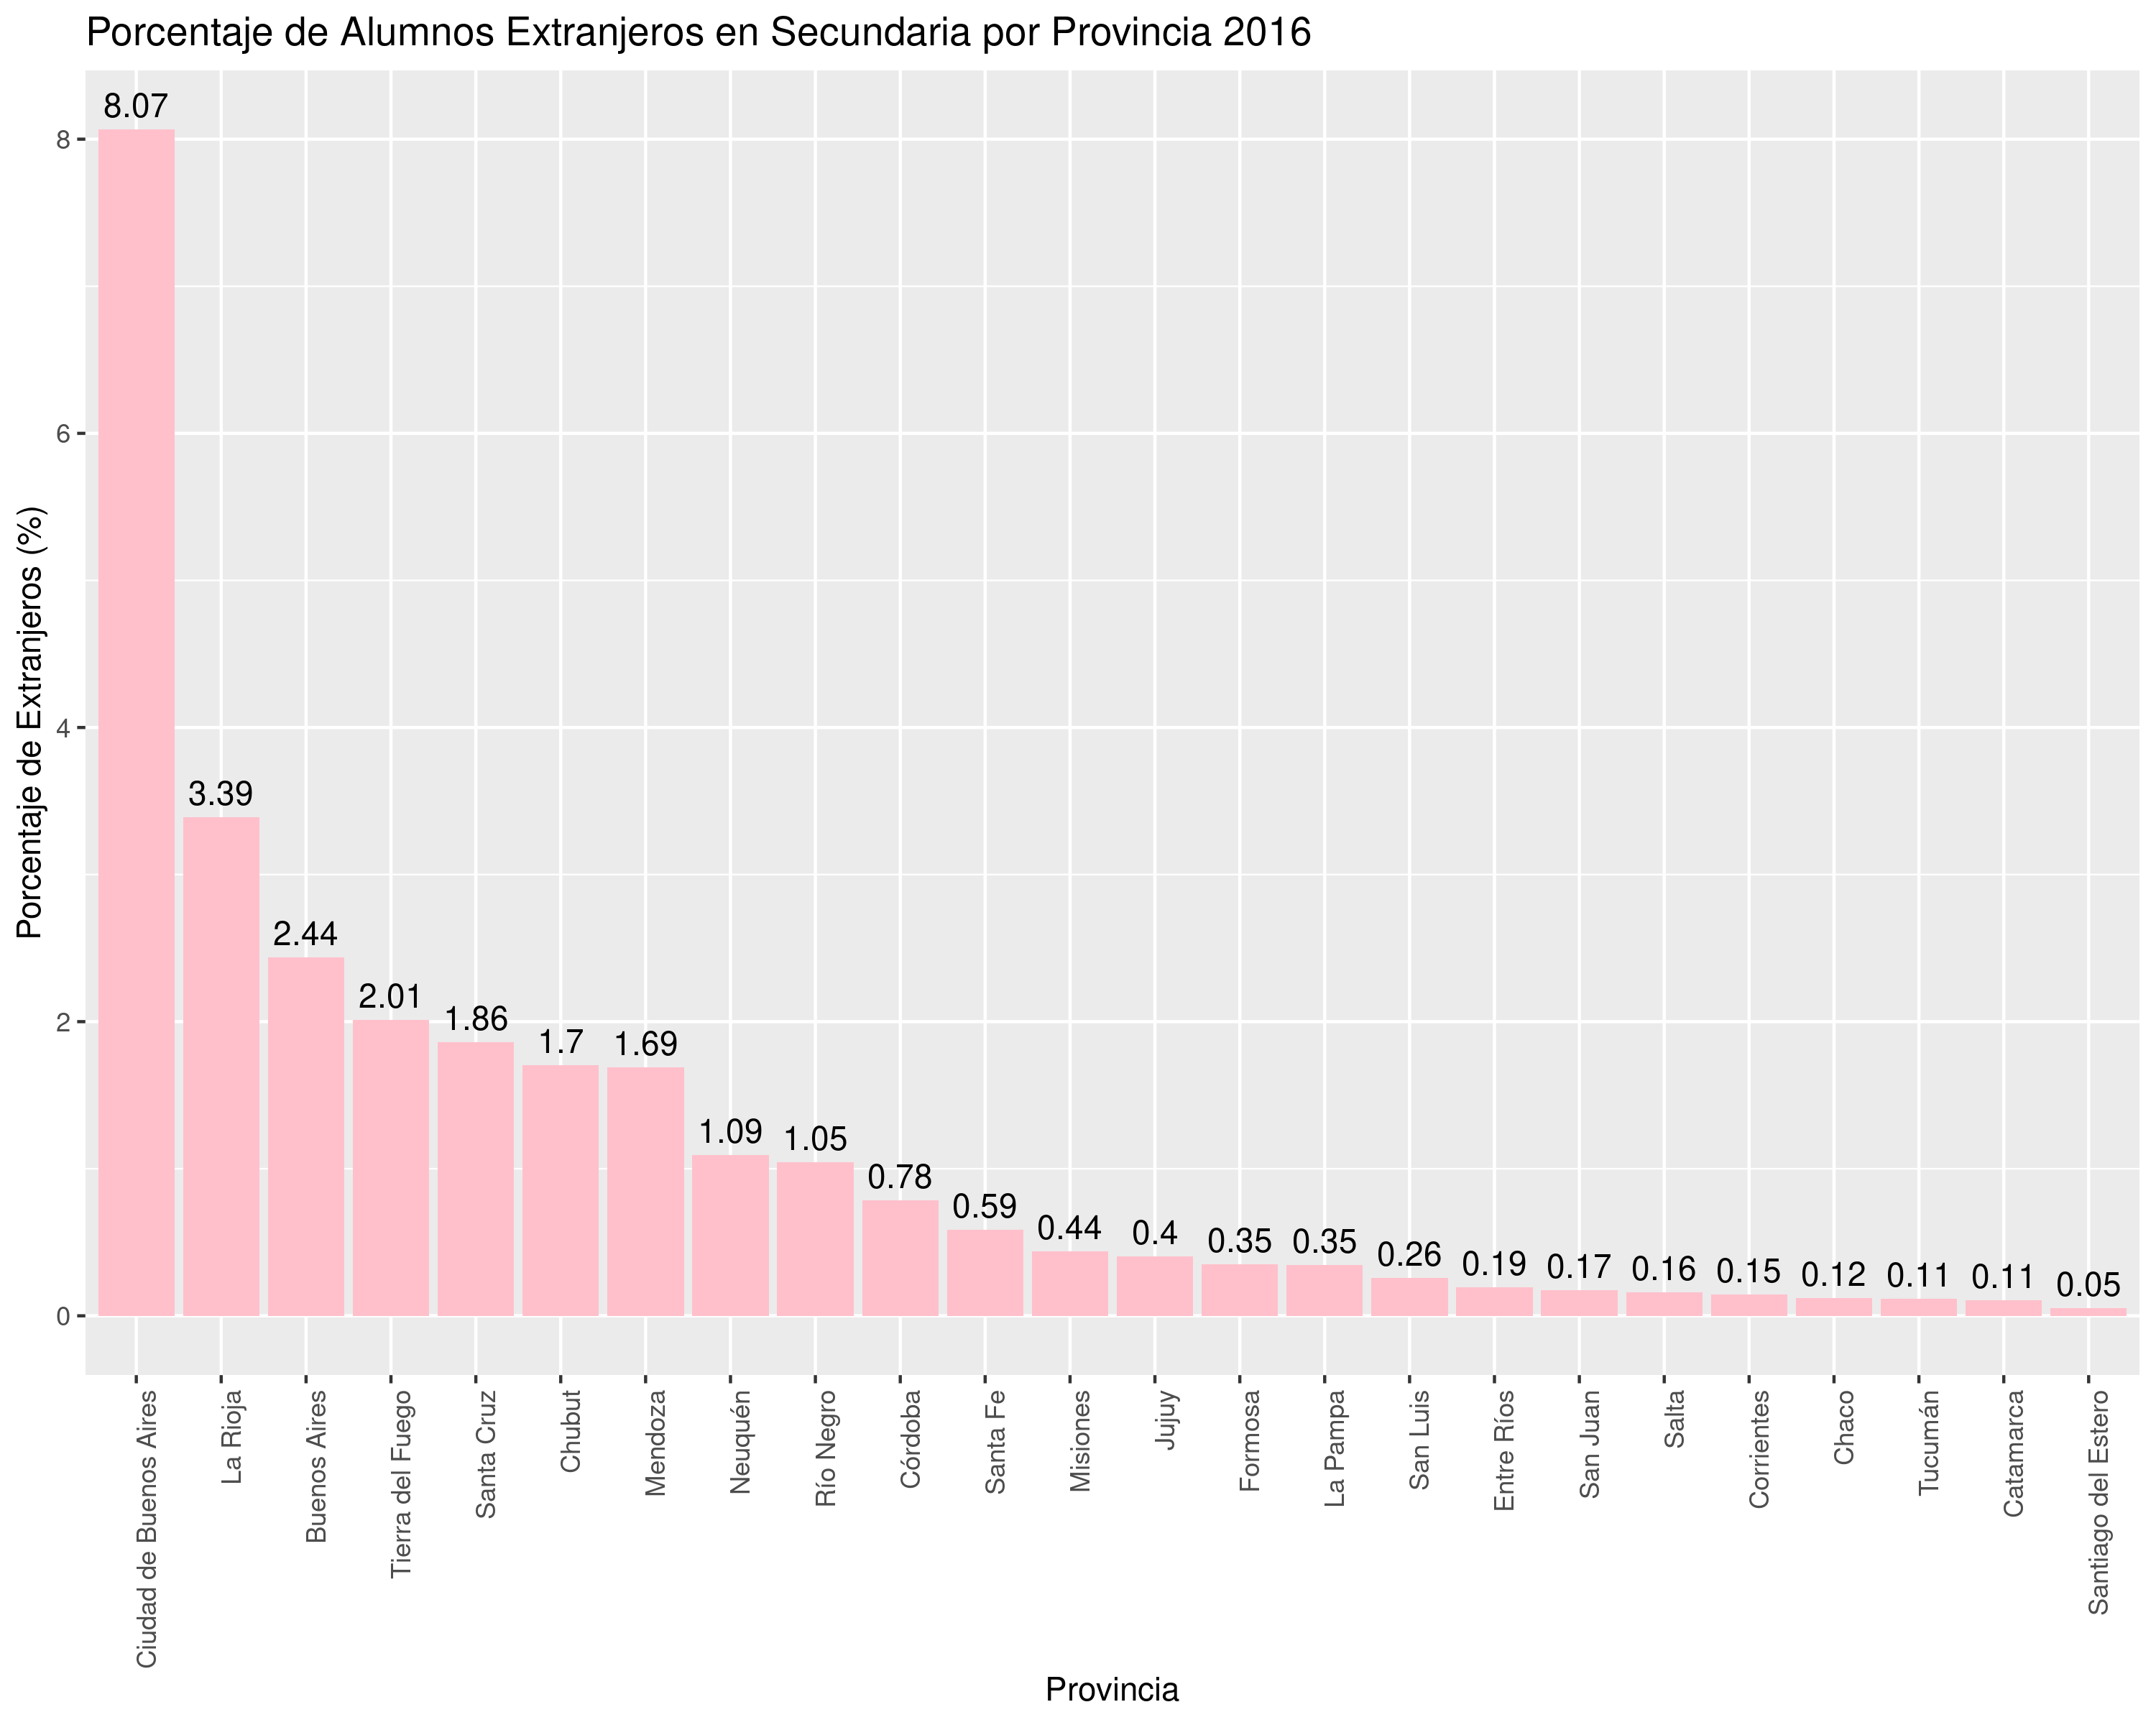 Porcentaje de Alumnos Extranjeros en Secundaria por Provincia 2016
Porcentaje de Extranjeros (%)
8
6
4
2
0
8.07
3.39
2.44
2.01
1.86
1.7
1.69
1.09
1.05
0.78
0.59
0.44
0.4
0.35
0.35
0.26
0.19
0.17
0.16
0.15
0.12
0.11
0.11
0.05
Ciudad de Buenos Aires
La Rioja
Buenos Aires
Tierra del Fuego
Santa Cruz
Chubut
Mendoza
Neuquén
Río Negro
Córdoba
Santa Fe
Misiones
Jujuy
Formosa
La Pampa
San Luis
Entre Ríos
San Juan
Salta
Corrientes
Chaco
Tucumán
Catamarca
Santiago del Estero
Provincia